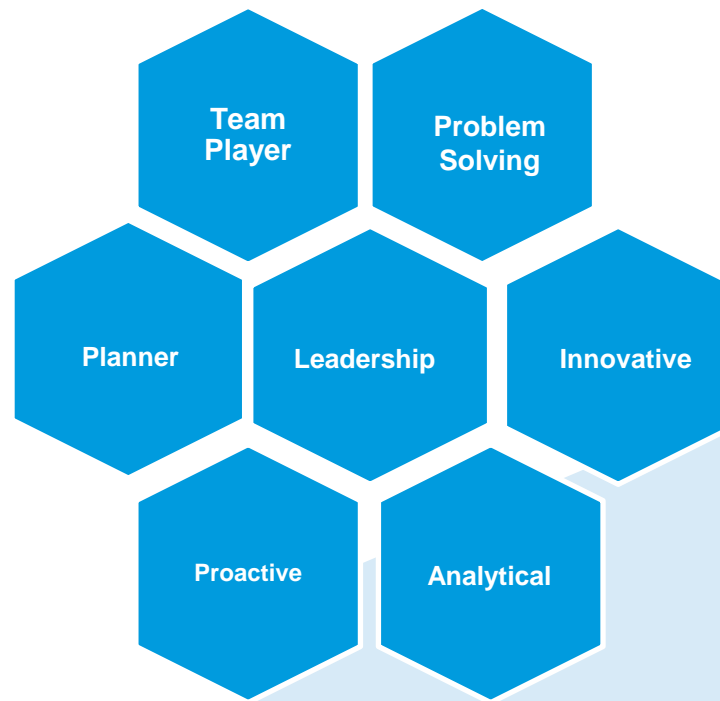 Team
Player
Problem
Solving
Planner
Leadership
Innovative
Proactive
Analytical